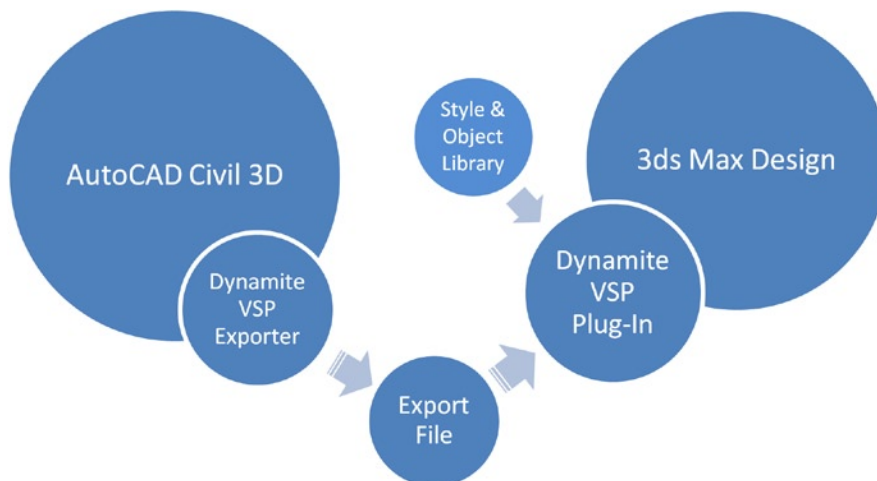 AutoCAD Civil 3D
Dynamite
VSP
Exporter
Export
File
Style &
Object
Library
Dynamite
VSP
Plug-In
3ds Max Design